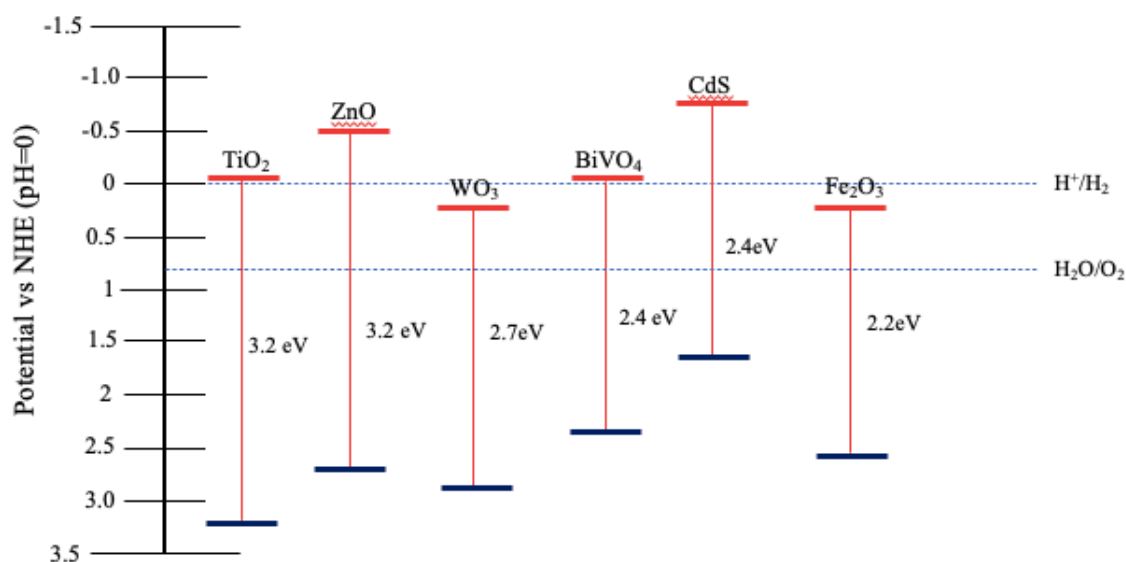 Potential vs NHE (pH=0)
-1.5
-1.0
-0.5
0
0.5
1
1.5
2
2.5
3.0
3.5
TiO₂
ZnO
WO₃
BiVO₄
CdS
Fe₂O₃
3.2 eV
3.2 eV
2.7eV
2.4 eV
2.4eV
2.2eV
H⁺/H₂
H₂O/O₂